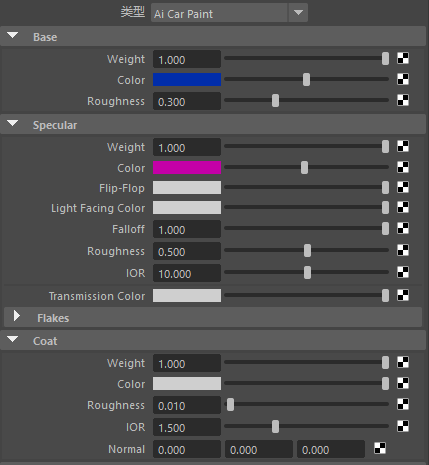 类型 Ai Car Paint
Base
Weight 1.000
Color
Roughness 0.300
Specular
Weight 1.000
Color
Flip-Flop
Light Facing Color
Falloff 1.000
Roughness 0.500
IOR 10.000
Transmission Color
Flakes
Coat
Weight 1.000
Color
Roughness 0.010
IOR 1.500
Normal 0.000 0.000 0.000